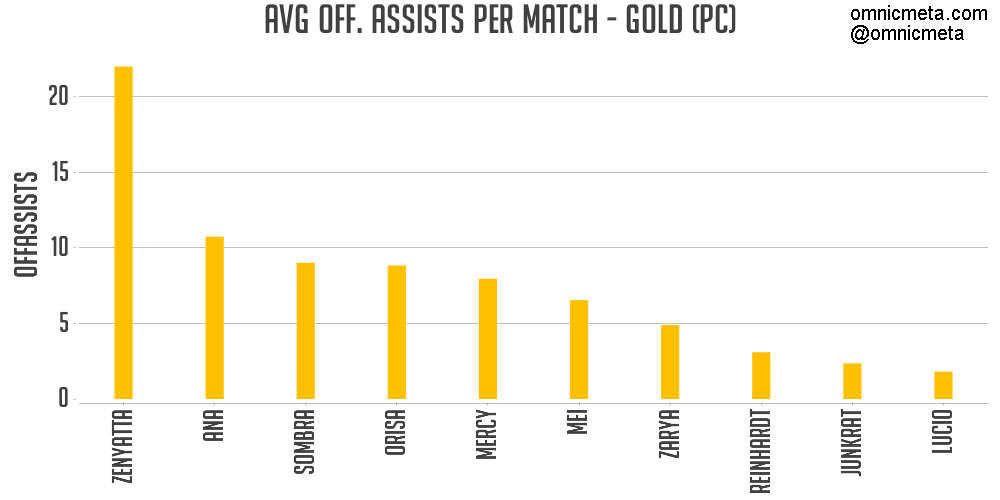 AVG OFF. ASSISTS PER MATCH - GOLD (PC)
omnicmeta.com
@omnicmeta
OFFASSISTS
20
15
10
5
0
ZENYATTA
ANA
SOMBRA
ORISA
MERCY
MEI
ZARYA
REINHARDT
JUNKRAT
LUCIO